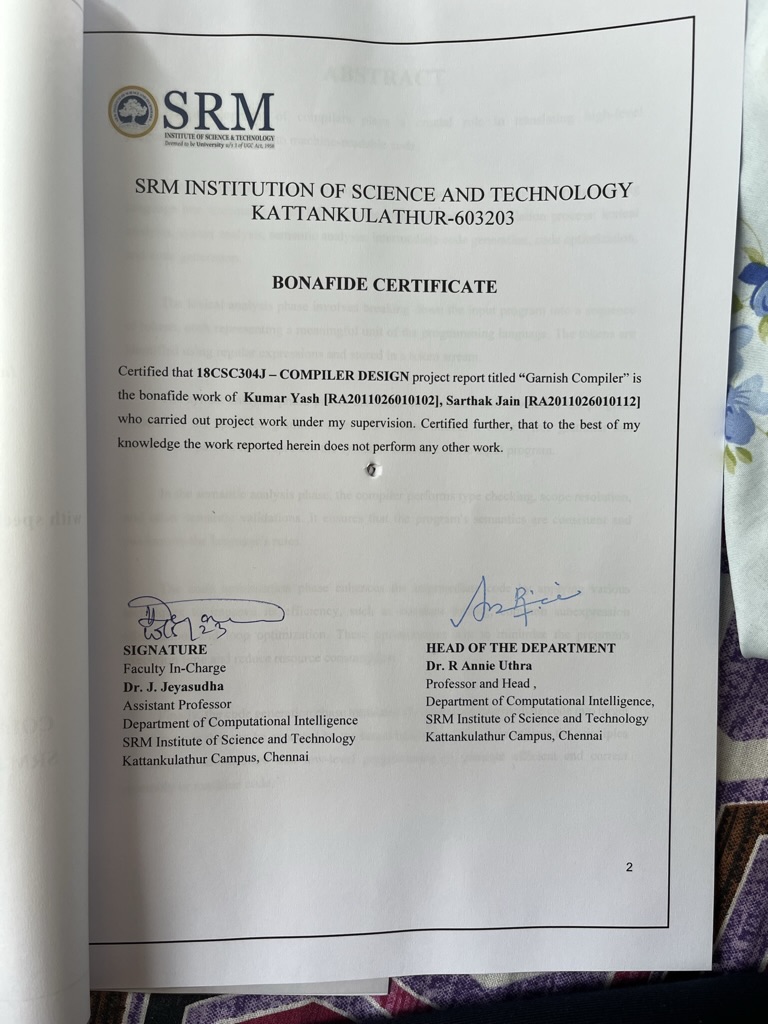 SRM
INSTITUTE OF SCIENCE & TECHNOLOGY
Deemed to be University u/s 3 of UGC Act, 1956
SRM INSTITUTION OF SCIENCE AND TECHNOLOGY
KATTANKULATHUR-603203
BONAFIDE CERTIFICATE
Certified that 18CSC304J – COMPILER DESIGN project report titled “Garnish Compiler” is
the bonafide work of Kumar Yash [RA2011026010102], Sarthak Jain [RA2011026010112]
who carried out project work under my supervision. Certified further, that to the best of my
knowledge the work reported herein does not perform any other work.
SIGNATURE
Faculty In-Charge
Dr. J. Jeyasudha
Assistant Professor
Department of Computational Intelligence
SRM Institute of Science and Technology
Kattankulathur Campus, Chennai
HEAD OF THE DEPARTMENT
Dr. R Annie Uthra
Professor and Head ,
Department of Computational Intelligence,
SRM Institute of Science and Technology
Kattankulathur Campus, Chennai
2